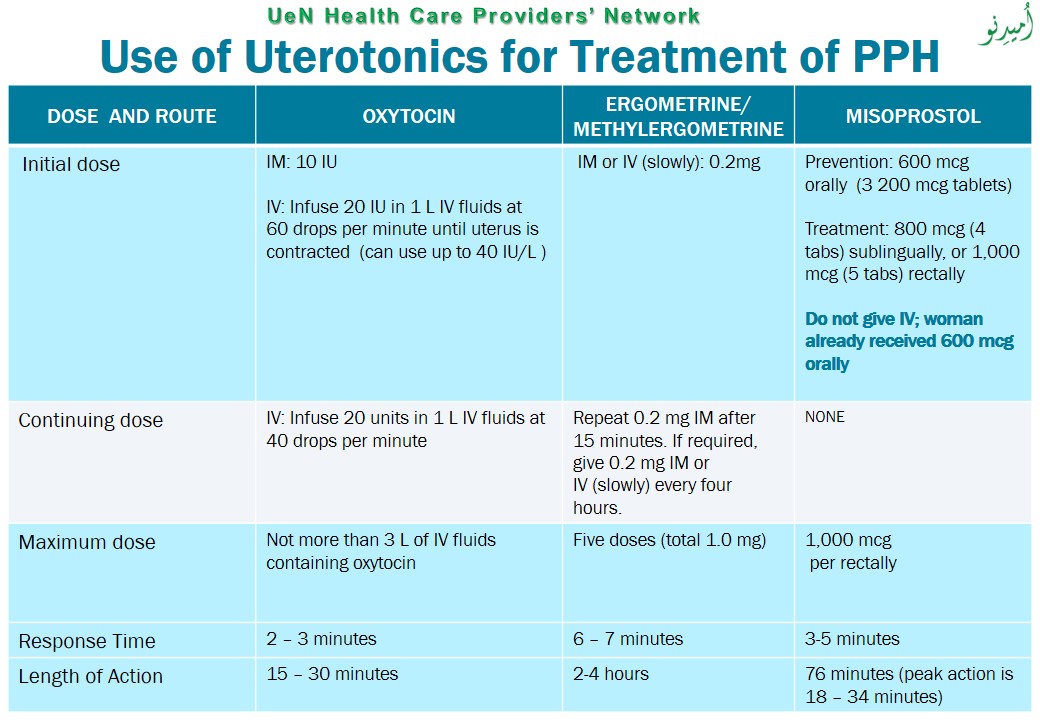 UeN Health Care Providers’ Network
أُميدِنو
Use of Uterotonics for Treatment of PPH
DOSE AND ROUTE
OXYTOCIN
ERGOMETRINE/
METHYLERGOMETRINE
MISOPROSTOL
Initial dose
IM: 10 IU
IV: Infuse 20 IU in 1 L IV fluids at
60 drops per minute until uterus is
contracted (can use up to 40 IU/L )
IM or IV (slowly): 0.2mg
Prevention: 600 mcg
orally (3 200 mcg tablets)
Treatment: 800 mcg (4
tabs) sublingually, or 1,000
mcg (5 tabs) rectally
Do not give IV; woman
already received 600 mcg
orally
Continuing dose
IV: Infuse 20 units in 1 L IV fluids at
40 drops per minute
Repeat 0.2 mg IM after
15 minutes. If required,
give 0.2 mg IM or
IV (slowly) every four
hours.
NONE
Maximum dose
Not more than 3 L of IV fluids
containing oxytocin
Five doses (total 1.0 mg)
1,000 mcg
per rectally
Response Time
2 – 3 minutes
6 – 7 minutes
3-5 minutes
Length of Action
15 – 30 minutes
2-4 hours
76 minutes (peak action is
18 – 34 minutes)